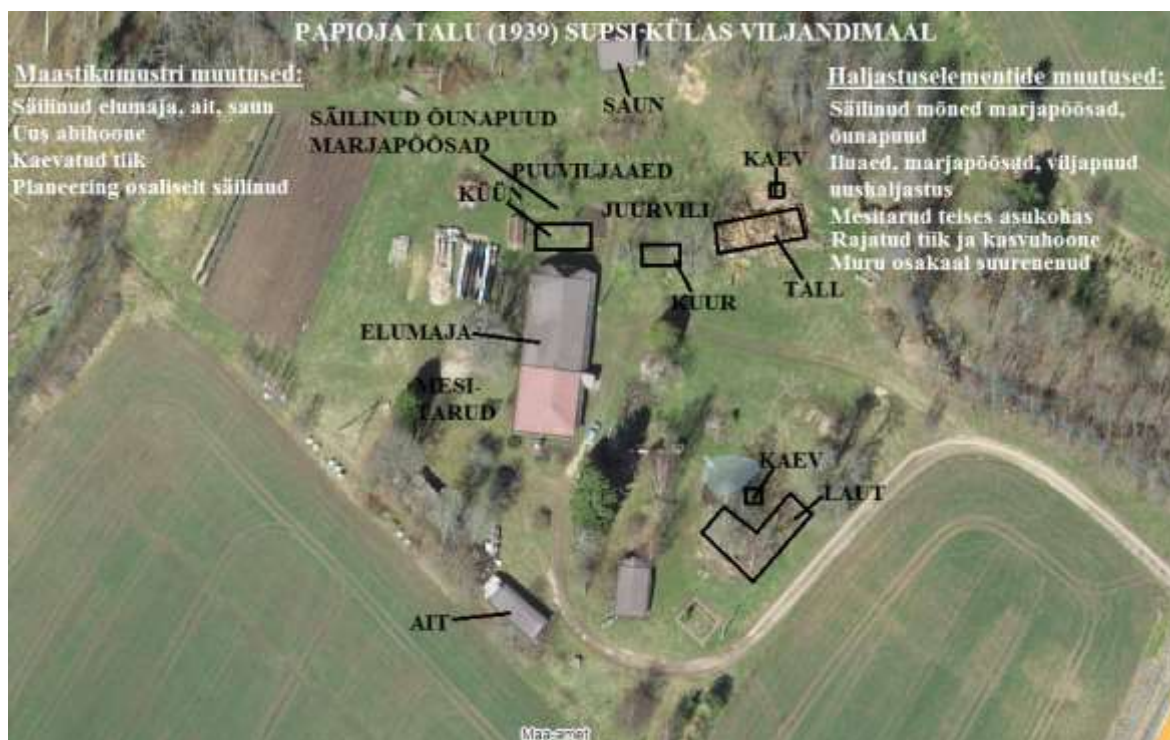 PAPIOJA TALU (1939) SUPSI KÜLAS VILJANDIMAAL
Maastikumustri muutused:
Säilinud elumaja, ait, saun
Uus abihoone
Kaevatud tiik
Planeering osaliselt säilinud
Haljastuselementide muutused:
Säilinud mõned marjapõõsad,
õunapuud
Iluaed, marjapõõsad, viljapuud
uushaljastus
Mesitarud teises asukohas
Rajatud tiik ja kasvuhoone
Muru osakaal suurenenud
SAUN
SÄILINUD ÕUNAPUUD
MARJAPÕÕSAD
PUUVILJAAED
KÜÜN
JUURVILI
KAEV
TALL
KUUR
ELUMAJA
MESI-
TARUD
KAEV
LAUT
AIT
Maa-amet